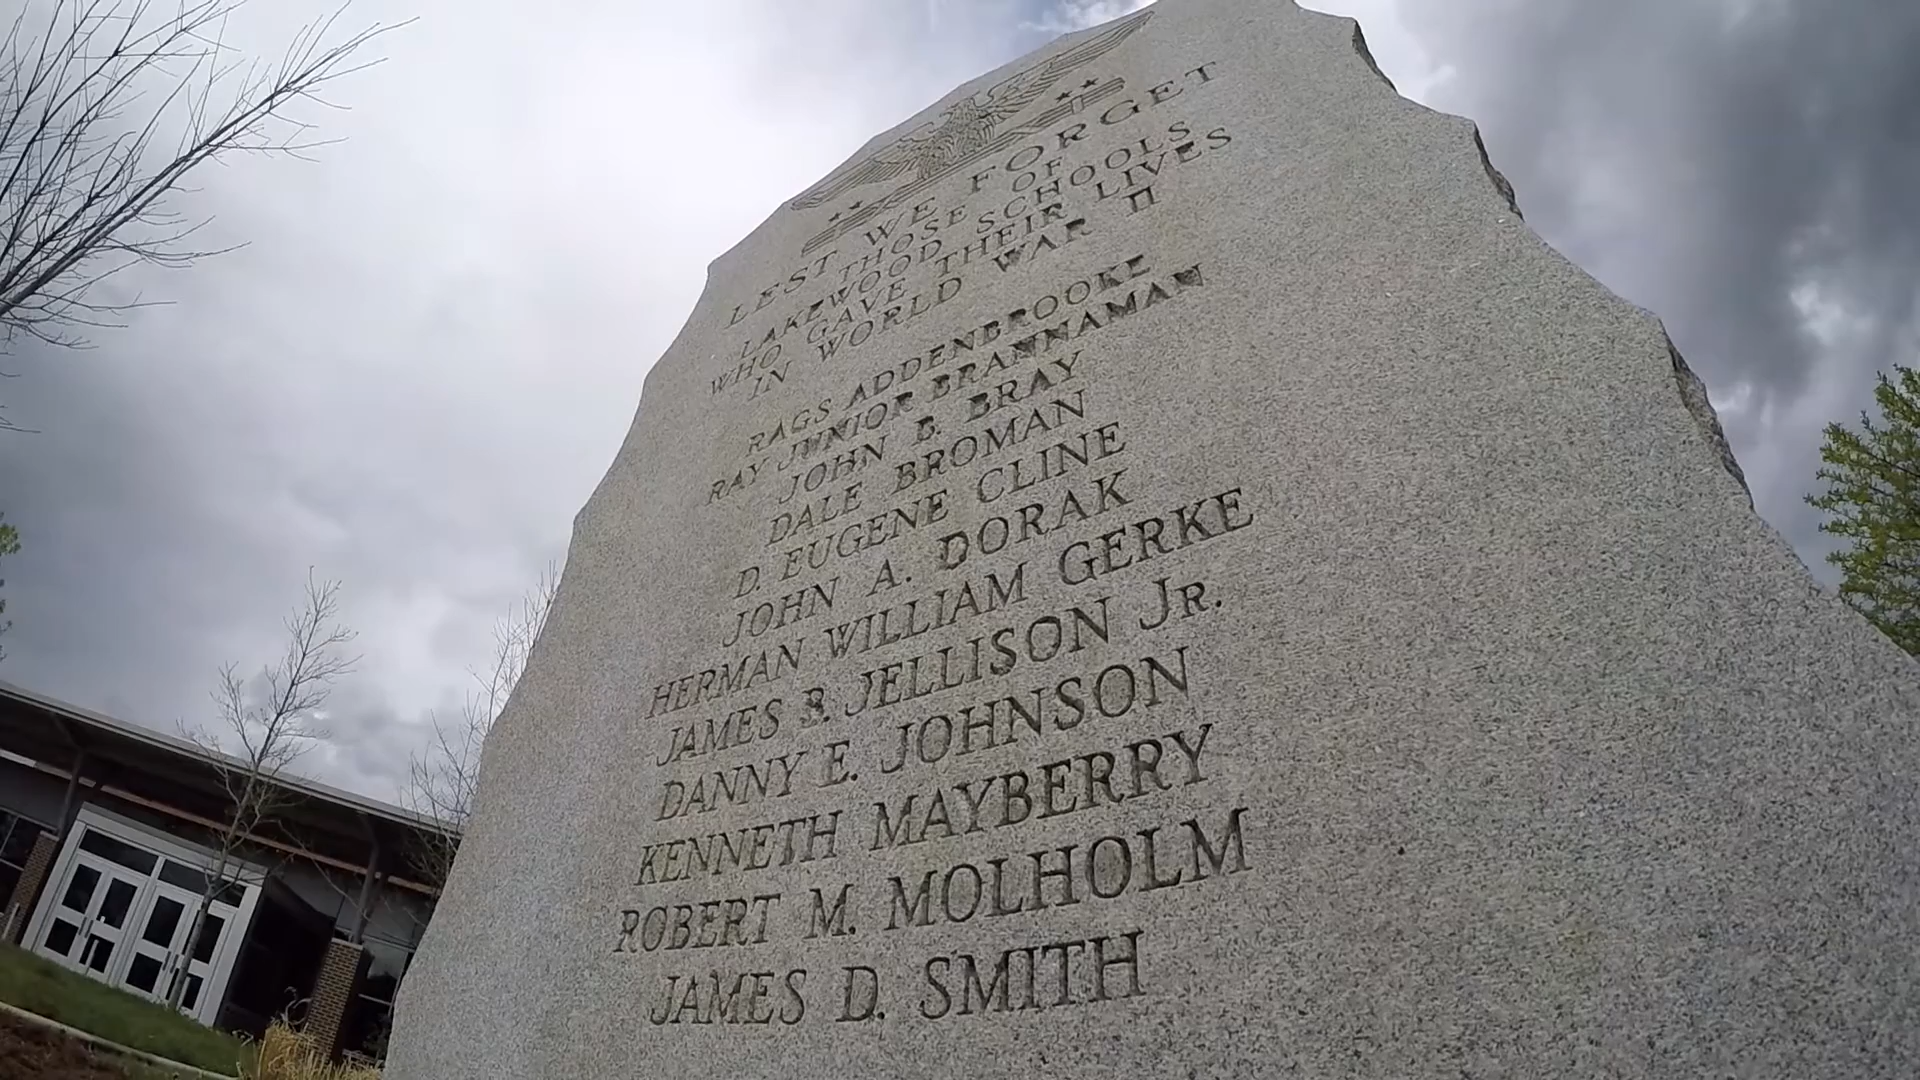 LEST WE FORGET
THOSE OF
LAKEWOOD SCHOOLS
WHO GAVE THEIR LIVES
IN WORLD WAR II
RAGS ADDENBROOKE
RAY JUNIOR BRANNAMAN
JOHN B. BRAY
DALE BROMAN
D. EUGENE CLINE
JOHN A. DORAK
HERMAN WILLIAM GERKE
JAMES B. JELLISON JR.
DANNY E. JOHNSON
KENNETH MAYBERRY
ROBERT M. MOLHOLM
JAMES D. SMITH